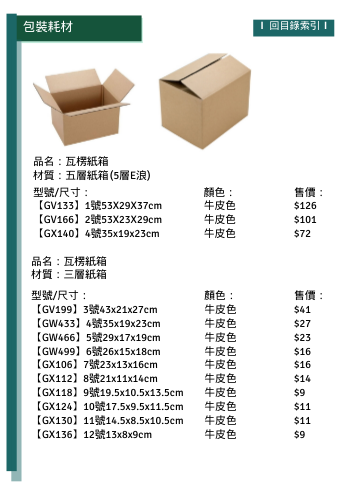 包裝耗材
I 回目錄索引 I
品名：瓦楞紙箱
材質：五層紙箱(5層E浪)
型號/尺寸： 顏色： 售價：
【GV133】1號53X29X37cm 牛皮色 $126
【GV166】2號53X23X29cm 牛皮色 $101
【GX140】4號35x19x23cm 牛皮色 $72
品名：瓦楞紙箱
材質：三層紙箱
型號/尺寸： 顏色： 售價：
【GV199】3號43x21x27cm 牛皮色 $41
【GW433】4號35x19x23cm 牛皮色 $27
【GW466】5號29x17x19cm 牛皮色 $23
【GW499】6號26x15x18cm 牛皮色 $16
【GX106】7號23x13x16cm 牛皮色 $16
【GX112】8號21x11x14cm 牛皮色 $14
【GX118】9號19.5x10.5x13.5cm 牛皮色 $9
【GX124】10號17.5x9.5x11.5cm 牛皮色 $11
【GX130】11號14.5x8.5x10.5cm 牛皮色 $11
【GX136】12號13x8x9cm 牛皮色 $9